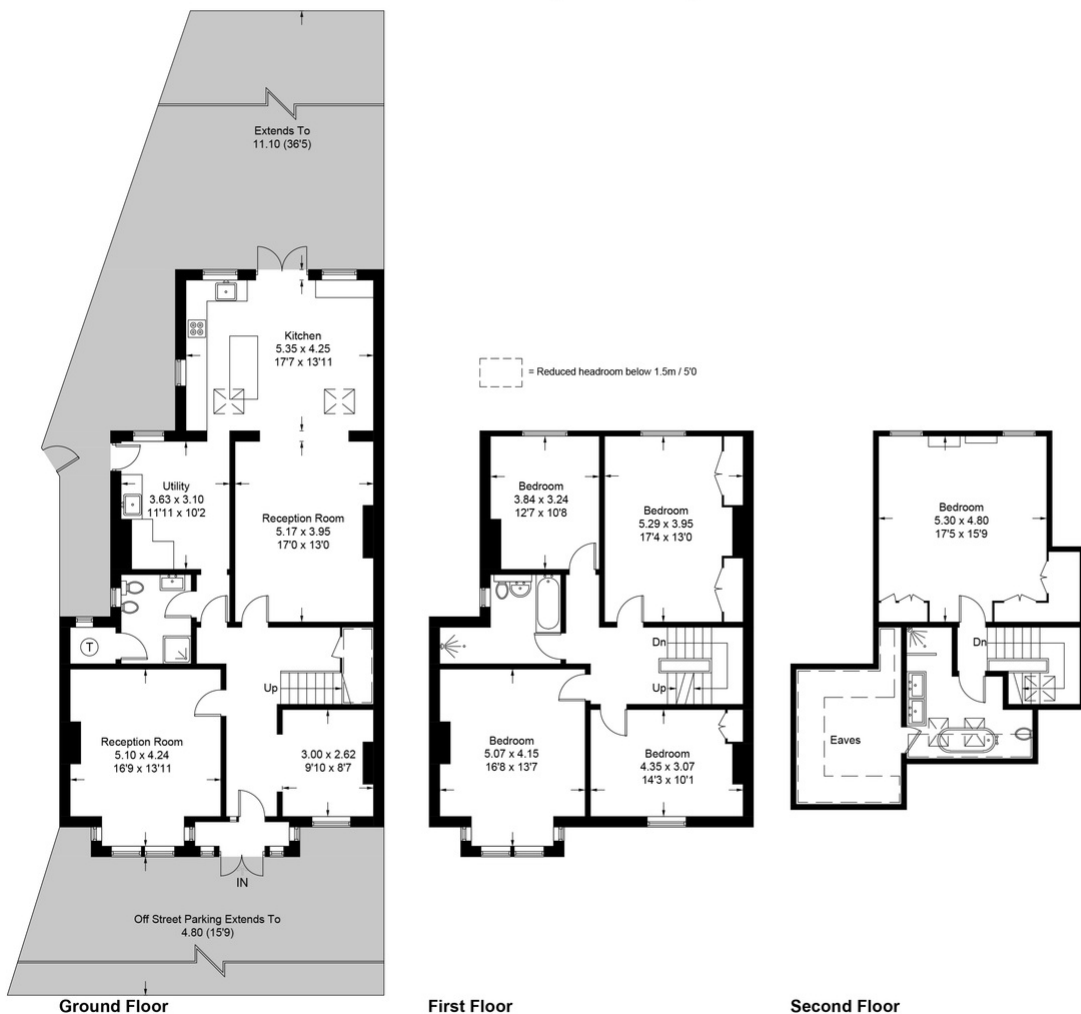 Extends To
11.10 (36'5)
Kitchen
5.35 x 4.25
17'7 x 13'11
Utility
3.63 x 3.10
11'11 x 10'2
Reception Room
5.17 x 3.95
17'0 x 13'0
T
Up
Reception Room
5.10 x 4.24
16'9 x 13'11
3.00 x 2.62
9'10 x 8'7
IN
Off Street Parking Extends To
4.80 (15'9)
Ground Floor
= Reduced headroom below 1.5m / 5'0
Bedroom
3.84 x 3.24
12'7 x 10'8
Bedroom
5.29 x 3.95
17'4 x 13'0
Dn
Up
Bedroom
5.07 x 4.15
16'8 x 13'7
Bedroom
4.35 x 3.07
14'3 x 10'1
First Floor
Bedroom
5.30 x 4.80
17'5 x 15'9
Dn
Eaves
Second Floor